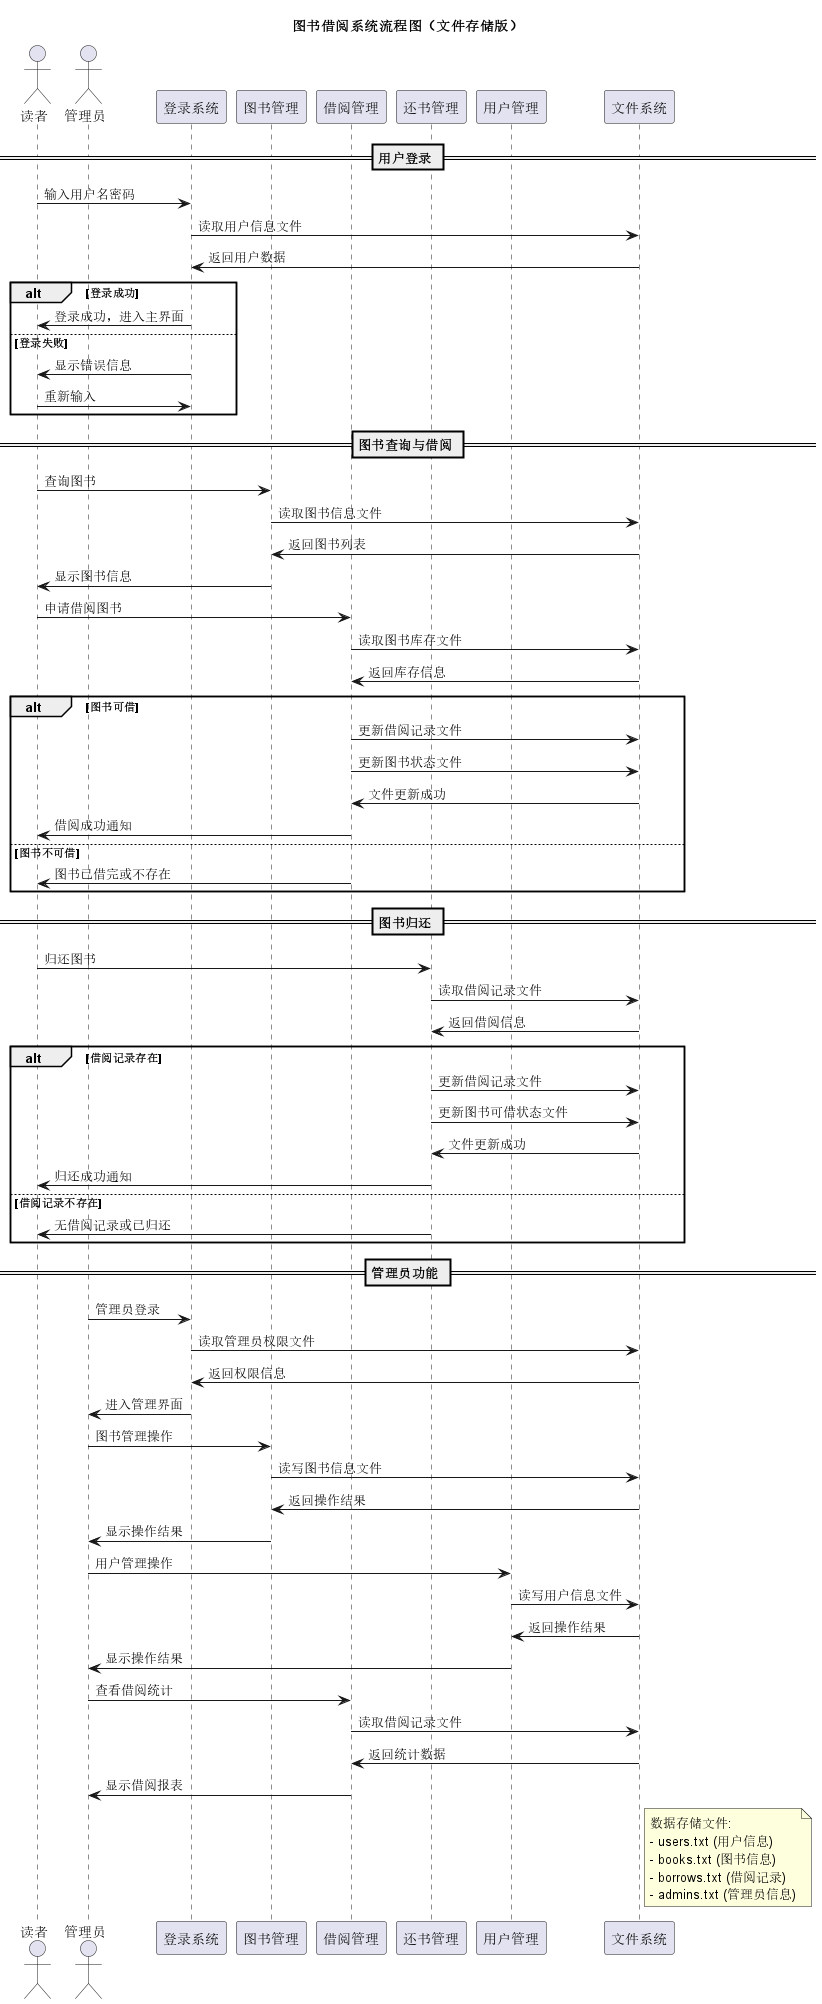 图书借阅系统流程图（文件存储版）
读者
管理员
登录系统
图书管理
借阅管理
还书管理
用户管理
文件系统
用户登录
输入用户名密码
读取用户信息文件
返回用户数据
alt [登录成功]
登录成功，进入主界面
[登录失败]
显示错误信息
重新输入
图书查询与借阅
查询图书
读取图书信息文件
返回图书列表
显示图书信息
申请借阅图书
读取图书库存文件
返回库存信息
alt [图书可借]
更新借阅记录文件
更新图书状态文件
文件更新成功
借阅成功通知
[图书不可借]
图书已借完或不存在
图书归还
归还图书
读取借阅记录文件
返回借阅信息
alt [借阅记录存在]
更新借阅记录文件
更新图书可借状态文件
文件更新成功
归还成功通知
[借阅记录不存在]
无借阅记录或已归还
管理员功能
管理员登录
读取管理员权限文件
返回权限信息
进入管理界面
图书管理操作
读写图书信息文件
返回操作结果
显示操作结果
用户管理操作
读写用户信息文件
返回操作结果
显示操作结果
查看借阅统计
读取借阅记录文件
返回统计数据
显示借阅报表
数据存储文件:
- users.txt (用户信息)
- books.txt (图书信息)
- borrows.txt (借阅记录)
- admins.txt (管理员信息)
读者
管理员
登录系统
图书管理
借阅管理
还书管理
用户管理
文件系统